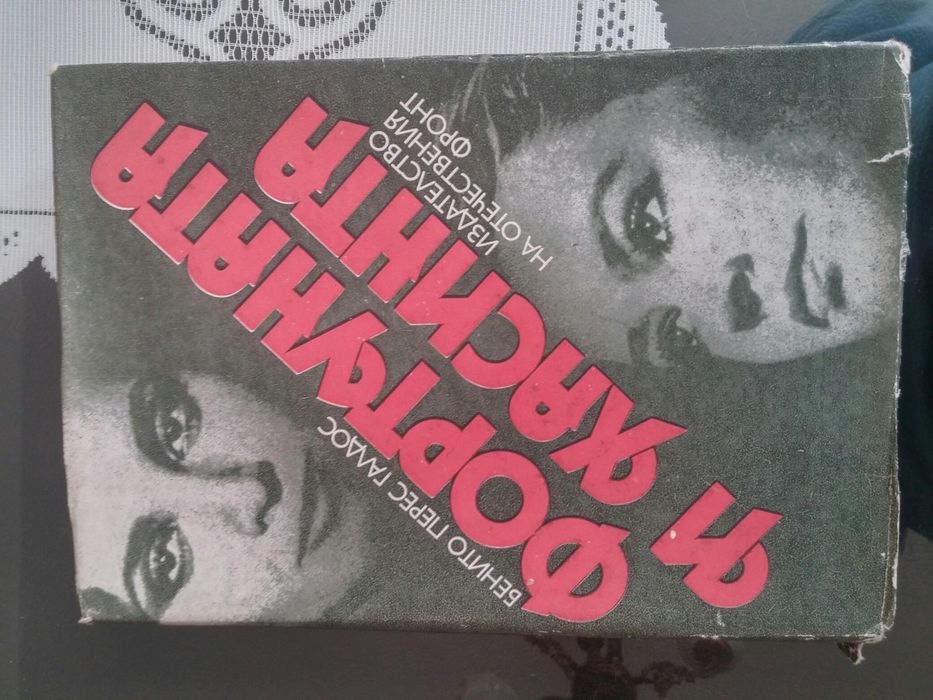 БЕНИТО ПЕРЕС ГАЛДОС
ФОРТУНАТА
И ХАСИНТА
ИЗДАТЕЛСТВО
НА ОТЕЧЕСТВЕНИЯ
ФРОНТ